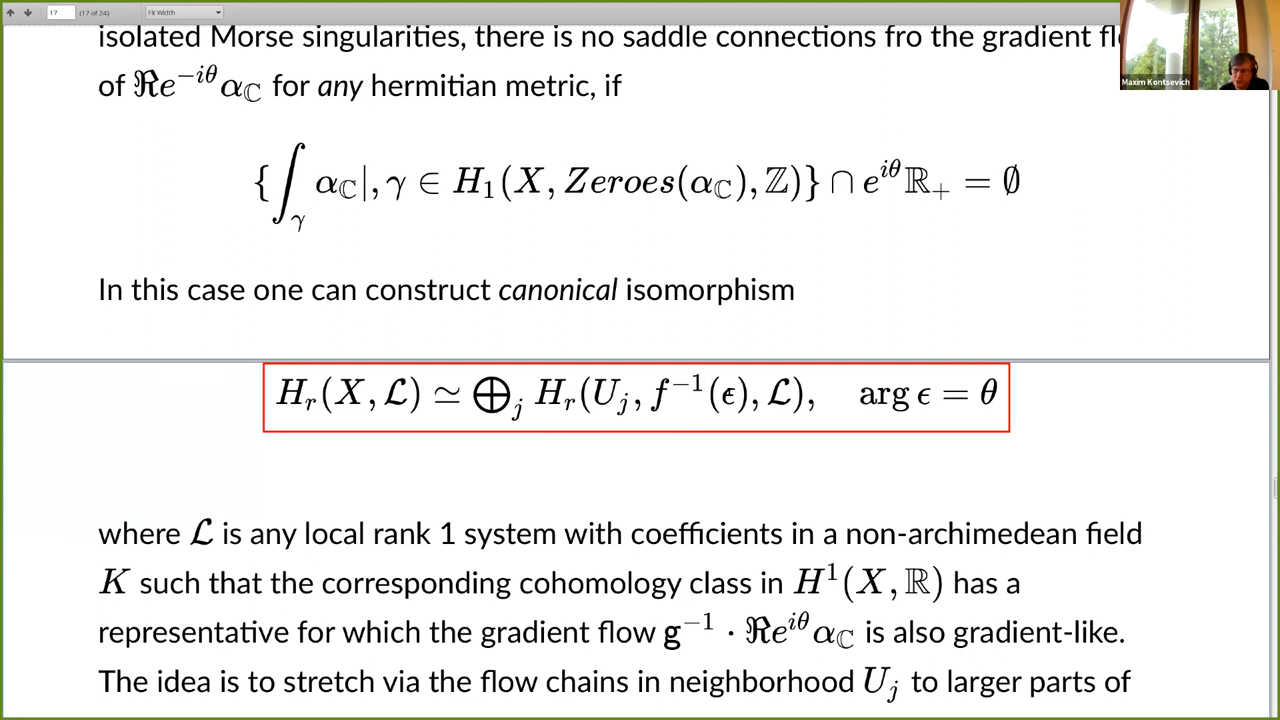 17 (17 of 24) Fit Width
isolated Morse singularities, there is no saddle connections fro the gradient
Maxim Kontsevich
of ℜe^{-iθ}α_ℂ for any hermitian metric, if
{∫_γ α_ℂ|, γ ∈ H_1(X, Zeroes(α_ℂ), ℤ)} ∩ e^{iθ}ℝ_+ = ∅
In this case one can construct canonical isomorphism
H_r(X, ℒ) ≃ ⊕_j H_r(U_j, f^{-1}(ϵ), ℒ), arg ϵ = θ
where ℒ is any local rank 1 system with coefficients in a non-archimedean field
K such that the corresponding cohomology class in H^1(X, ℝ) has a
representative for which the gradient flow g^{-1} · ℜe^{iθ}α_ℂ is also gradient-like.
The idea is to stretch via the flow chains in neighborhood U_j to larger parts of